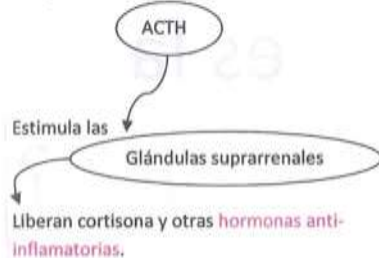 ACTH
Estimula las
Glándulas suprarrenales
Liberan cortisona y otras hormonas anti-
inflamatorias.